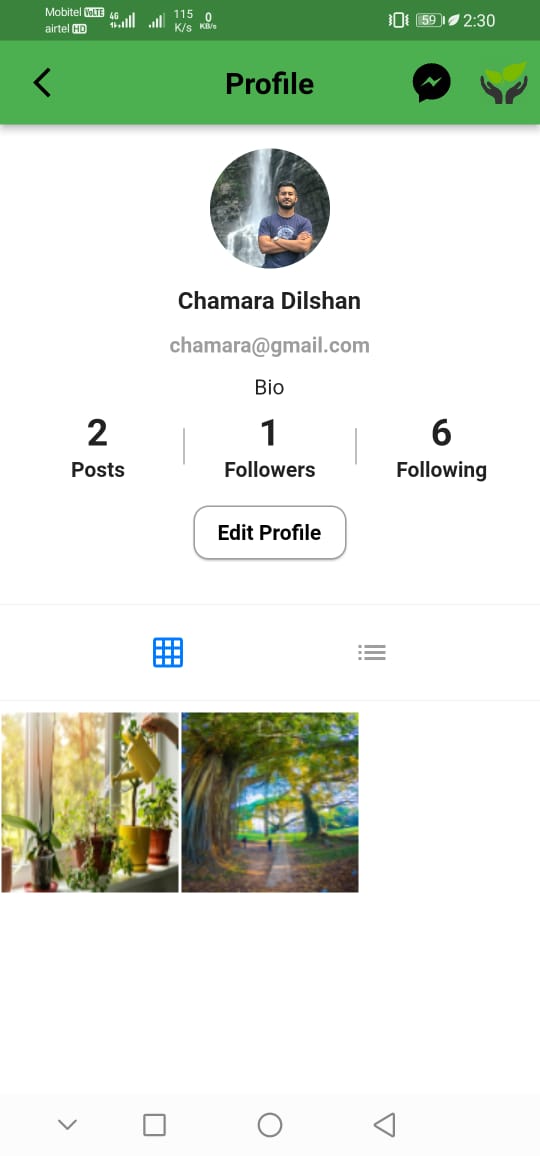 Mobitel VoLTE 4G 115 0 59 2:30
airtel HD K/s KB/s
Profile
Chamara Dilshan
chamara@gmail.com
Bio
2 1 6
Posts Followers Following
Edit Profile